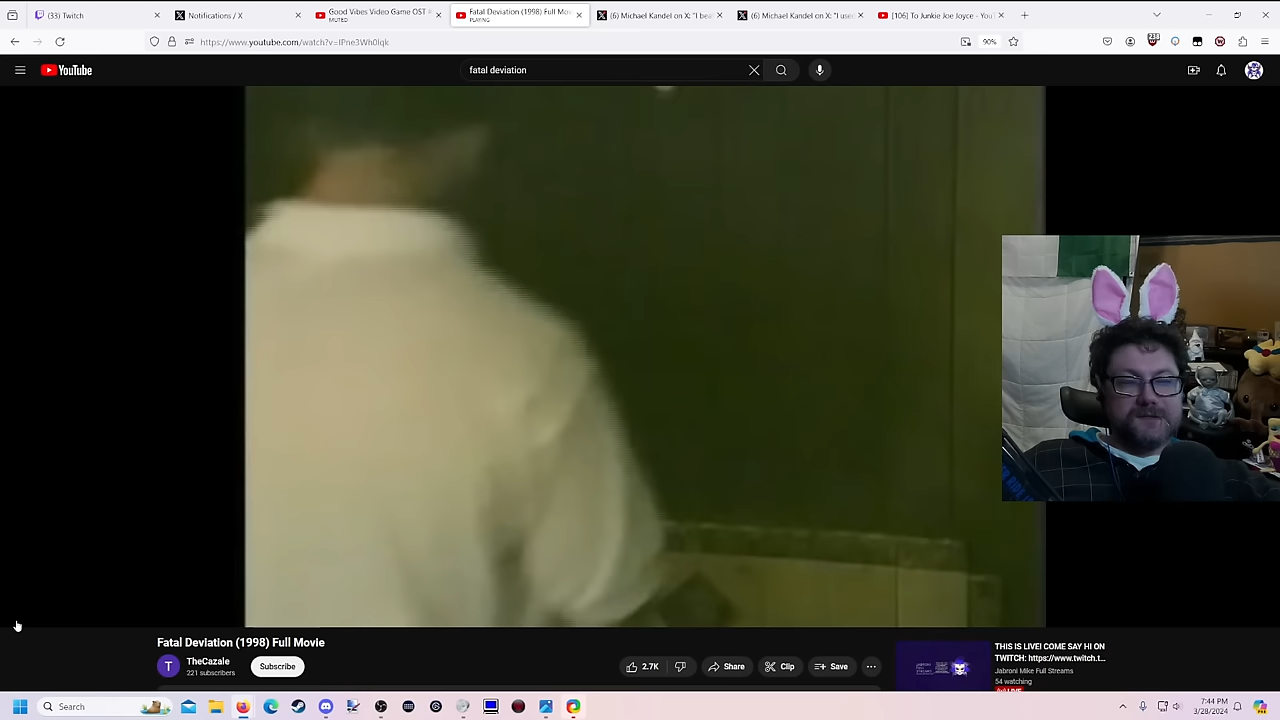 (33) Twitch
Notifications / X
Good Vibes Video Game OST
MUTED
Fatal Deviation (1998) Full Mov
PLAYING
(6) Michael Kandel on X: "I bea
(6) Michael Kandel on X: "I used
[106] To Junkie Joe Joyce - You
https://www.youtube.com/watch?v=IPne3Wh0lqk
90%
YouTube
fatal deviation
Fatal Deviation (1998) Full Movie
T
TheCazale
221 subscribers
Subscribe
2.7K
Share
Clip
Save
THIS IS LIVE! COME SAY HI ON
TWITCH: https://www.twitch.t...
Jabroni Mike Full Streams
54 watching
LIVE
Search
7:44 PM
3/28/2024